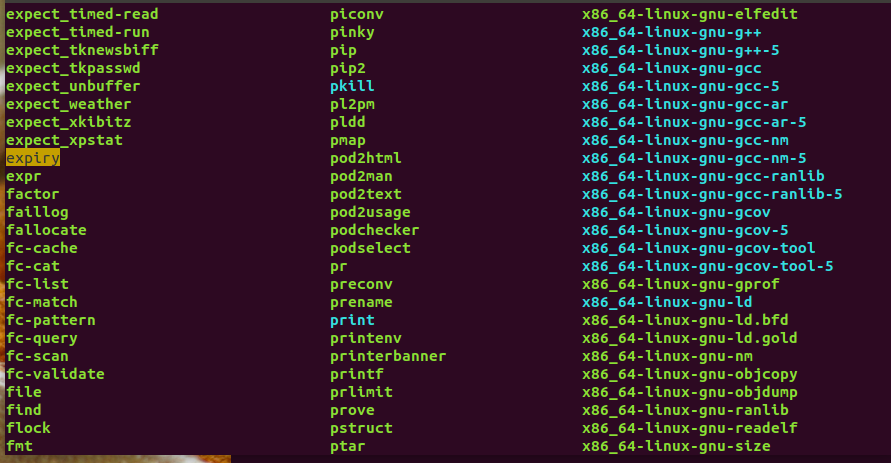 expect_timed-read piconv x86_64-linux-gnu-elfedit
expect_timed-run pinky x86_64-linux-gnu-g++
expect_tknewsbiff pip x86_64-linux-gnu-g++-5
expect_tkpasswd pip2 x86_64-linux-gnu-gcc
expect_unbuffer pkill x86_64-linux-gnu-gcc-5
expect_weather pl2pm x86_64-linux-gnu-gcc-ar
expect_xkibitz pldd x86_64-linux-gnu-gcc-ar-5
expect_xpstat pmap x86_64-linux-gnu-gcc-nm
expiry pod2html x86_64-linux-gnu-gcc-nm-5
expr pod2man x86_64-linux-gnu-gcc-ranlib
factor pod2text x86_64-linux-gnu-gcc-ranlib-5
faillog pod2usage x86_64-linux-gnu-gcov
fallocate podchecker x86_64-linux-gnu-gcov-5
fc-cache podselect x86_64-linux-gnu-gcov-tool
fc-cat pr x86_64-linux-gnu-gcov-tool-5
fc-list preconv x86_64-linux-gnu-gprof
fc-match prename x86_64-linux-gnu-ld
fc-pattern print x86_64-linux-gnu-ld.bfd
fc-query printenv x86_64-linux-gnu-ld.gold
fc-scan printerbanner x86_64-linux-gnu-nm
fc-validate printf x86_64-linux-gnu-objcopy
file prlimit x86_64-linux-gnu-objdump
find prove x86_64-linux-gnu-ranlib
flock pstruct x86_64-linux-gnu-readelf
fmt ptar x86_64-linux-gnu-size